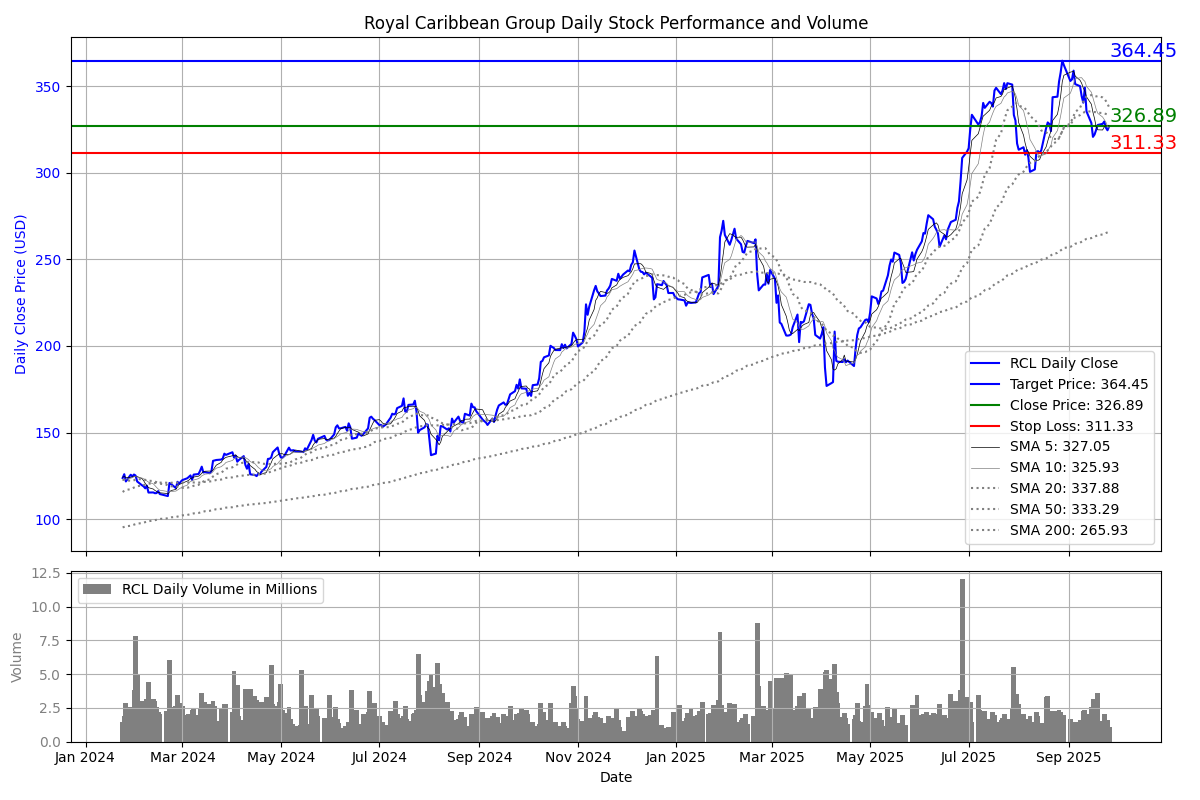 Royal Caribbean Group Daily Stock Performance and Volume
364.45
350
326.89
311.33
300
250
200
150
100
Daily Close Price (USD)
RCL Daily Close
Target Price: 364.45
Close Price: 326.89
Stop Loss: 311.33
SMA 5: 327.05
SMA 10: 325.93
SMA 20: 337.88
SMA 50: 333.29
SMA 200: 265.93
12.5
10.0
7.5
5.0
2.5
0.0
Volume
RCL Daily Volume in Millions
Jan 2024 Mar 2024 May 2024 Jul 2024 Sep 2024 Nov 2024 Jan 2025 Mar 2025 May 2025 Jul 2025 Sep 2025
Date